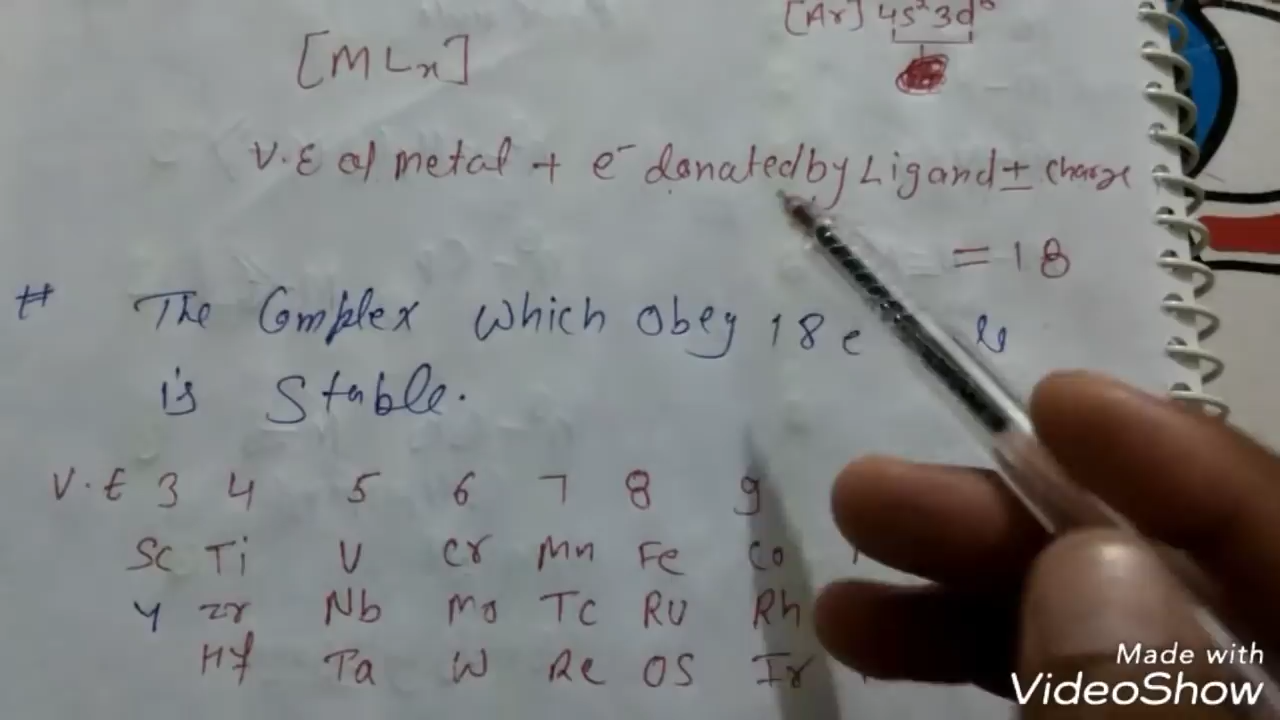 [Ar] 4s²3d⁶
[MLx]
V.E of metal + e⁻ donated by Ligand ± charge
= 18
# The Complex which obey 18 e
is Stable.
V.E 3 4 5 6 7 8 9
Sc Ti V Cr Mn Fe Co
Y Zr Nb Mo Tc RU Rh
Hf Ta W Re OS Ir
Made with
VideoShow